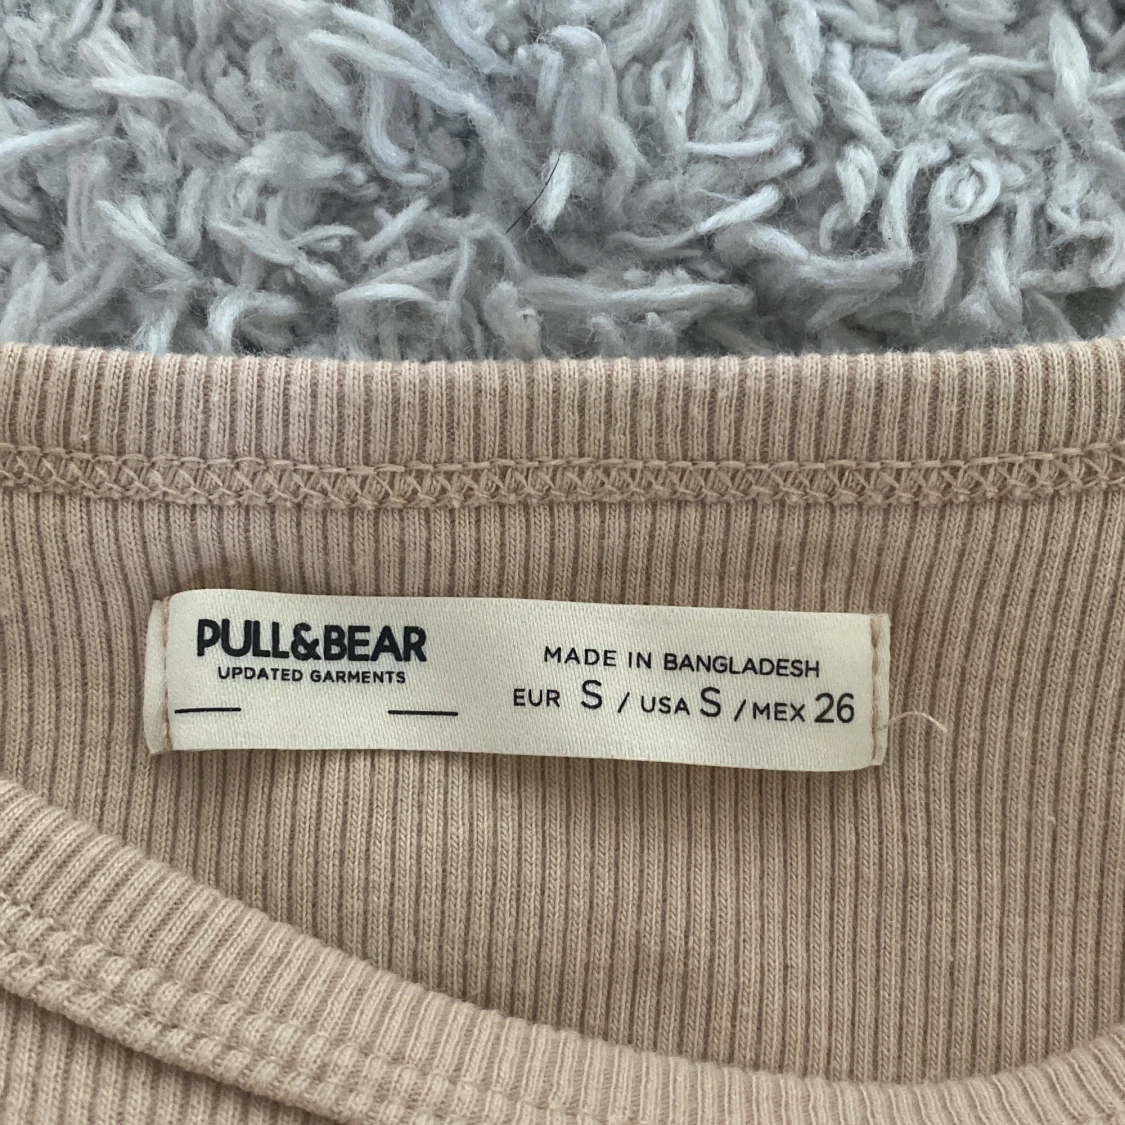 PULL&BEAR
UPDATED GARMENTS
MADE IN BANGLADESH
EUR S / USA S / MEX 26